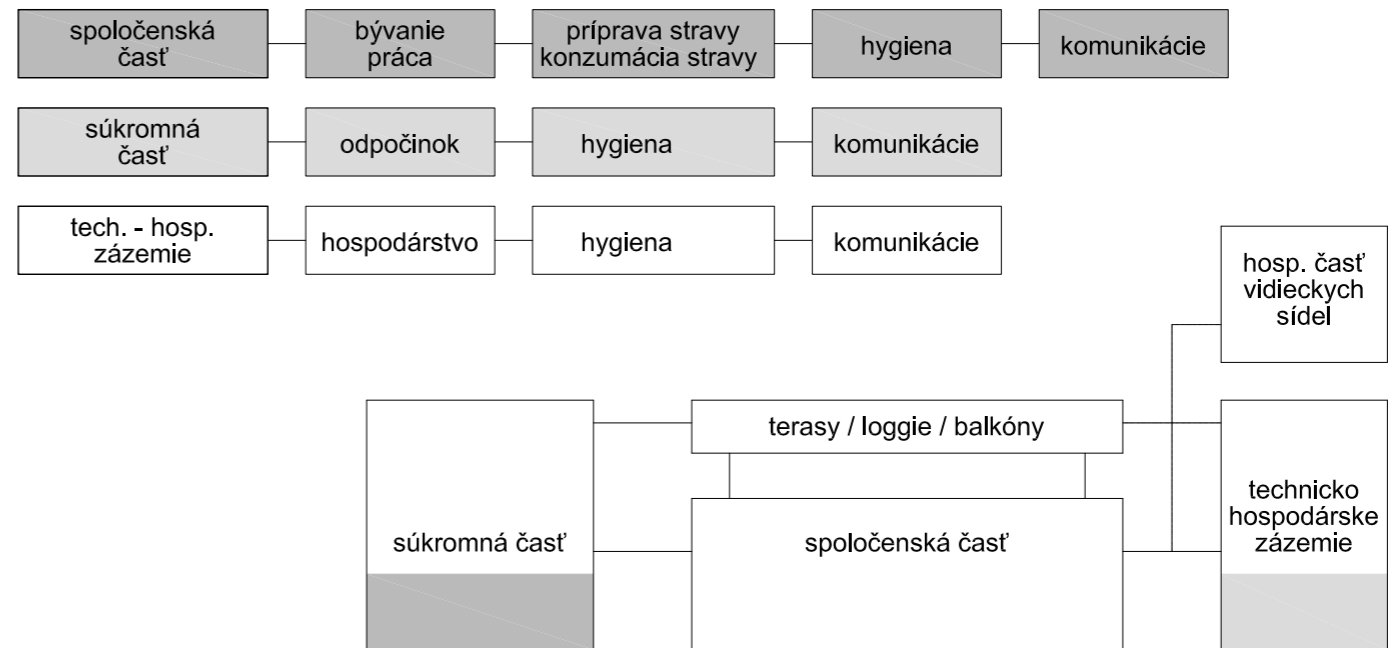 spoločenská
časť
bývanie
práca
príprava stravy
konzumácia stravy
hygiena
komunikácie
súkromná
časť
odpočinok
hygiena
komunikácie
tech. - hosp.
zázemie
hospodárstvo
hygiena
komunikácie
hosp. časť
vidieckych
sídel
terasy / loggie / balkóny
súkromná časť
spoločenská časť
technicko
hospodárske
zázemie